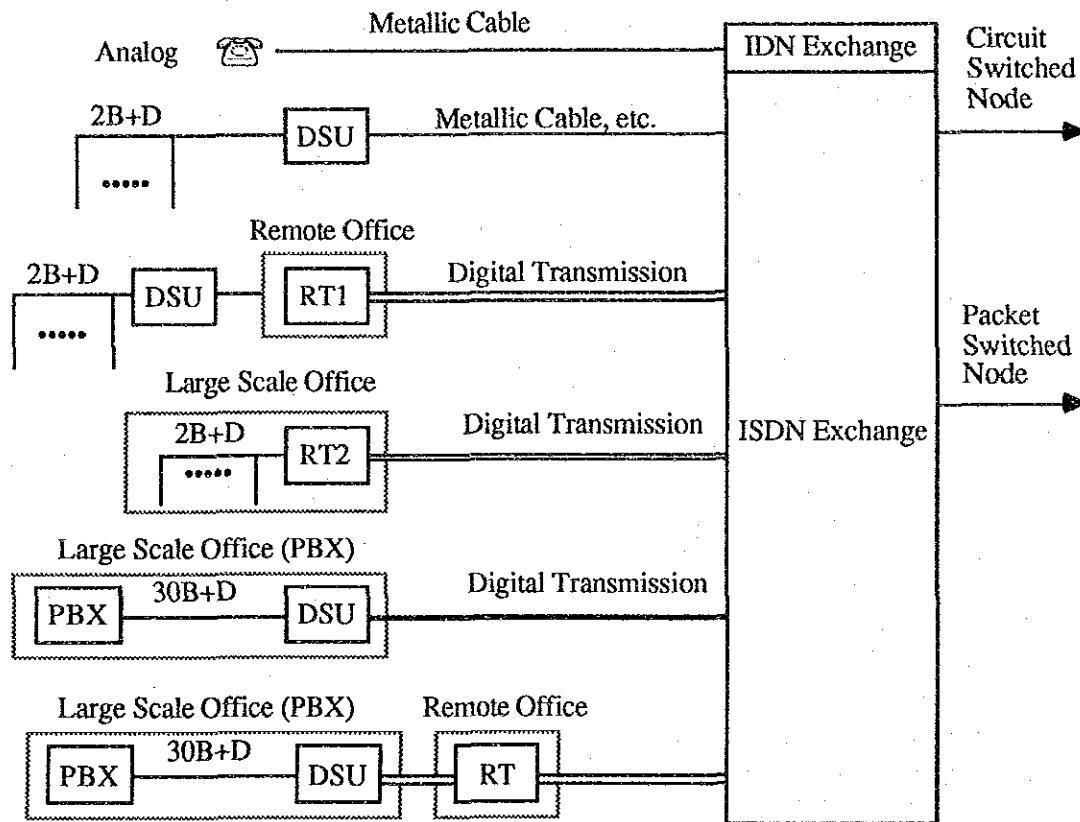 Metallic Cable
Analog
IDN Exchange
Circuit
Switched
Node
2B+D
DSU
Metallic Cable, etc.
Remote Office
2B+D
DSU
RT1
Digital Transmission
Packet
Switched
Node
Large Scale Office
2B+D
RT2
Digital Transmission
ISDN Exchange
Large Scale Office (PBX)
PBX
30B+D
DSU
Digital Transmission
Large Scale Office (PBX)
Remote Office
PBX
30B+D
DSU
RT